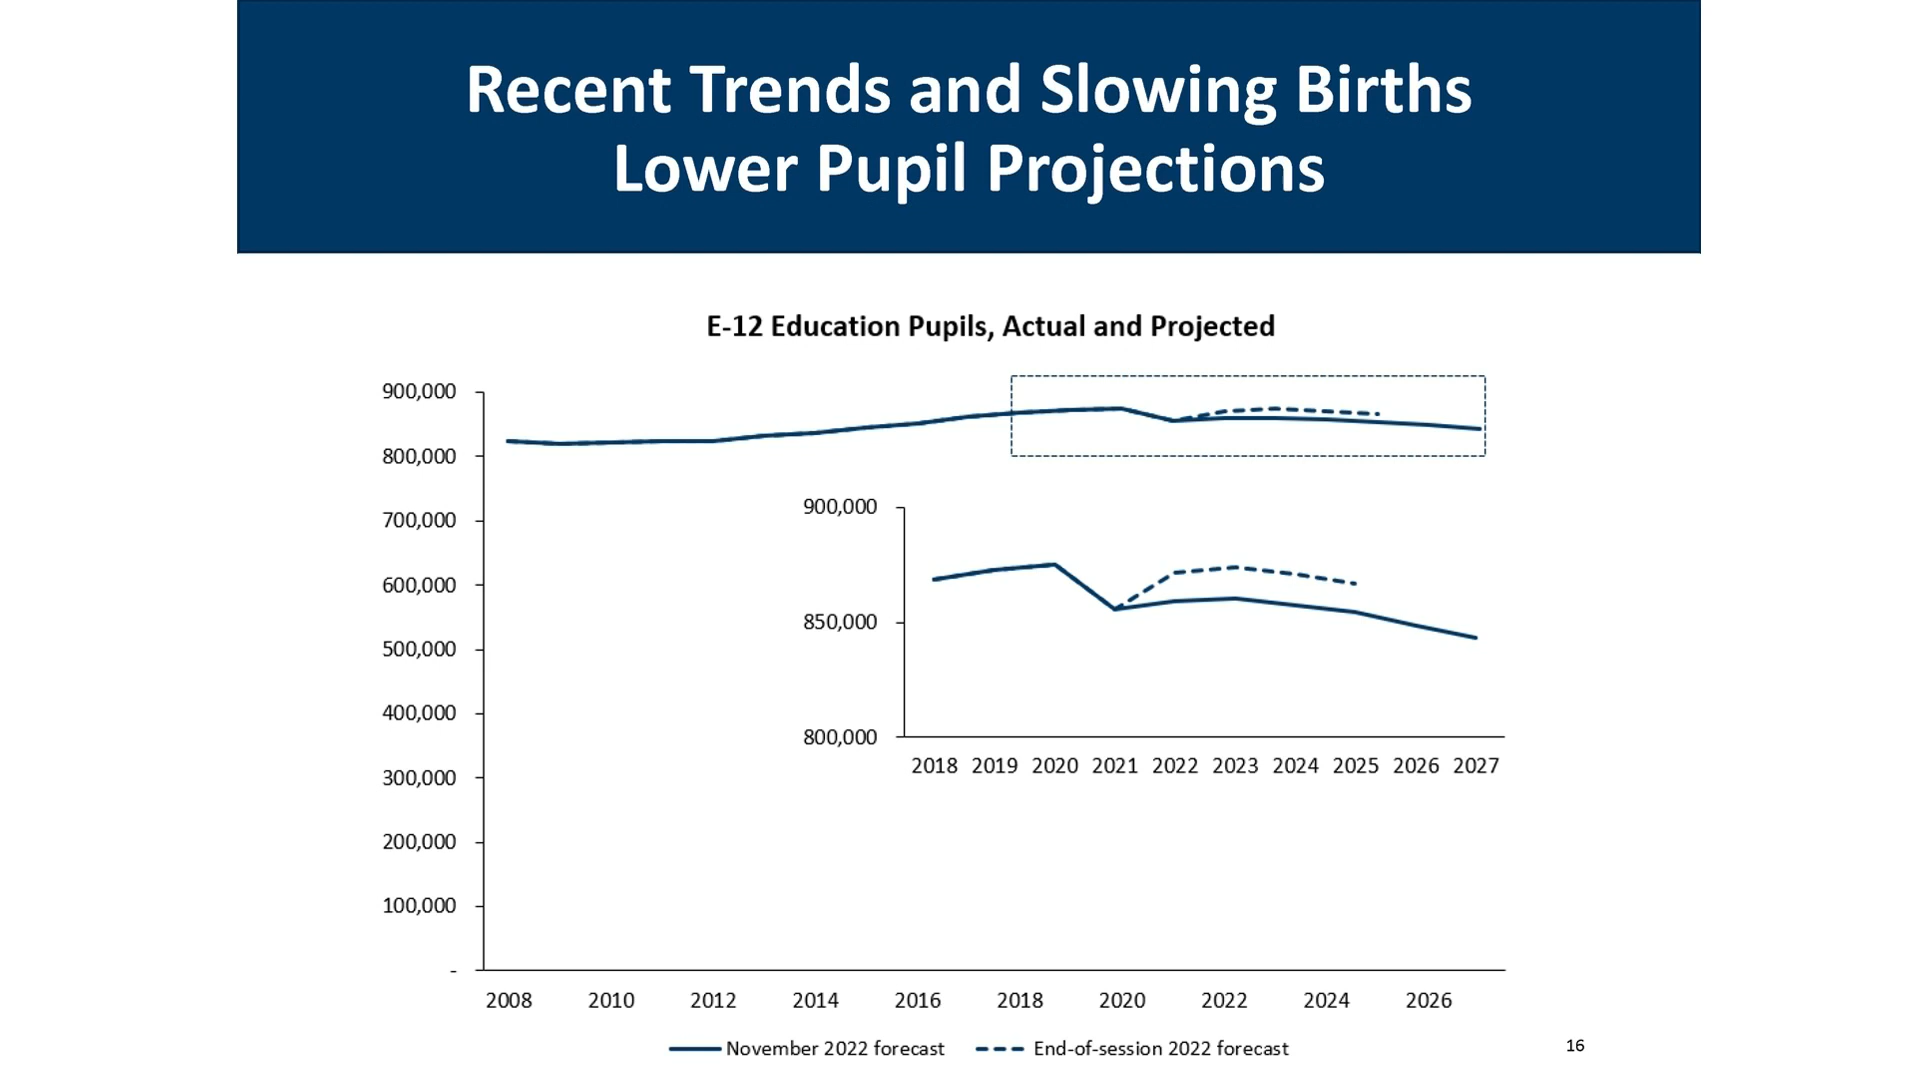 Recent Trends and Slowing Births
Lower Pupil Projections
E-12 Education Pupils, Actual and Projected
900,000
800,000
700,000
600,000
500,000
400,000
300,000
200,000
100,000
-
2008 2010 2012 2014 2016 2018 2020 2022 2024 2026
900,000
850,000
800,000
2018 2019 2020 2021 2022 2023 2024 2025 2026 2027
November 2022 forecast End-of-session 2022 forecast
16